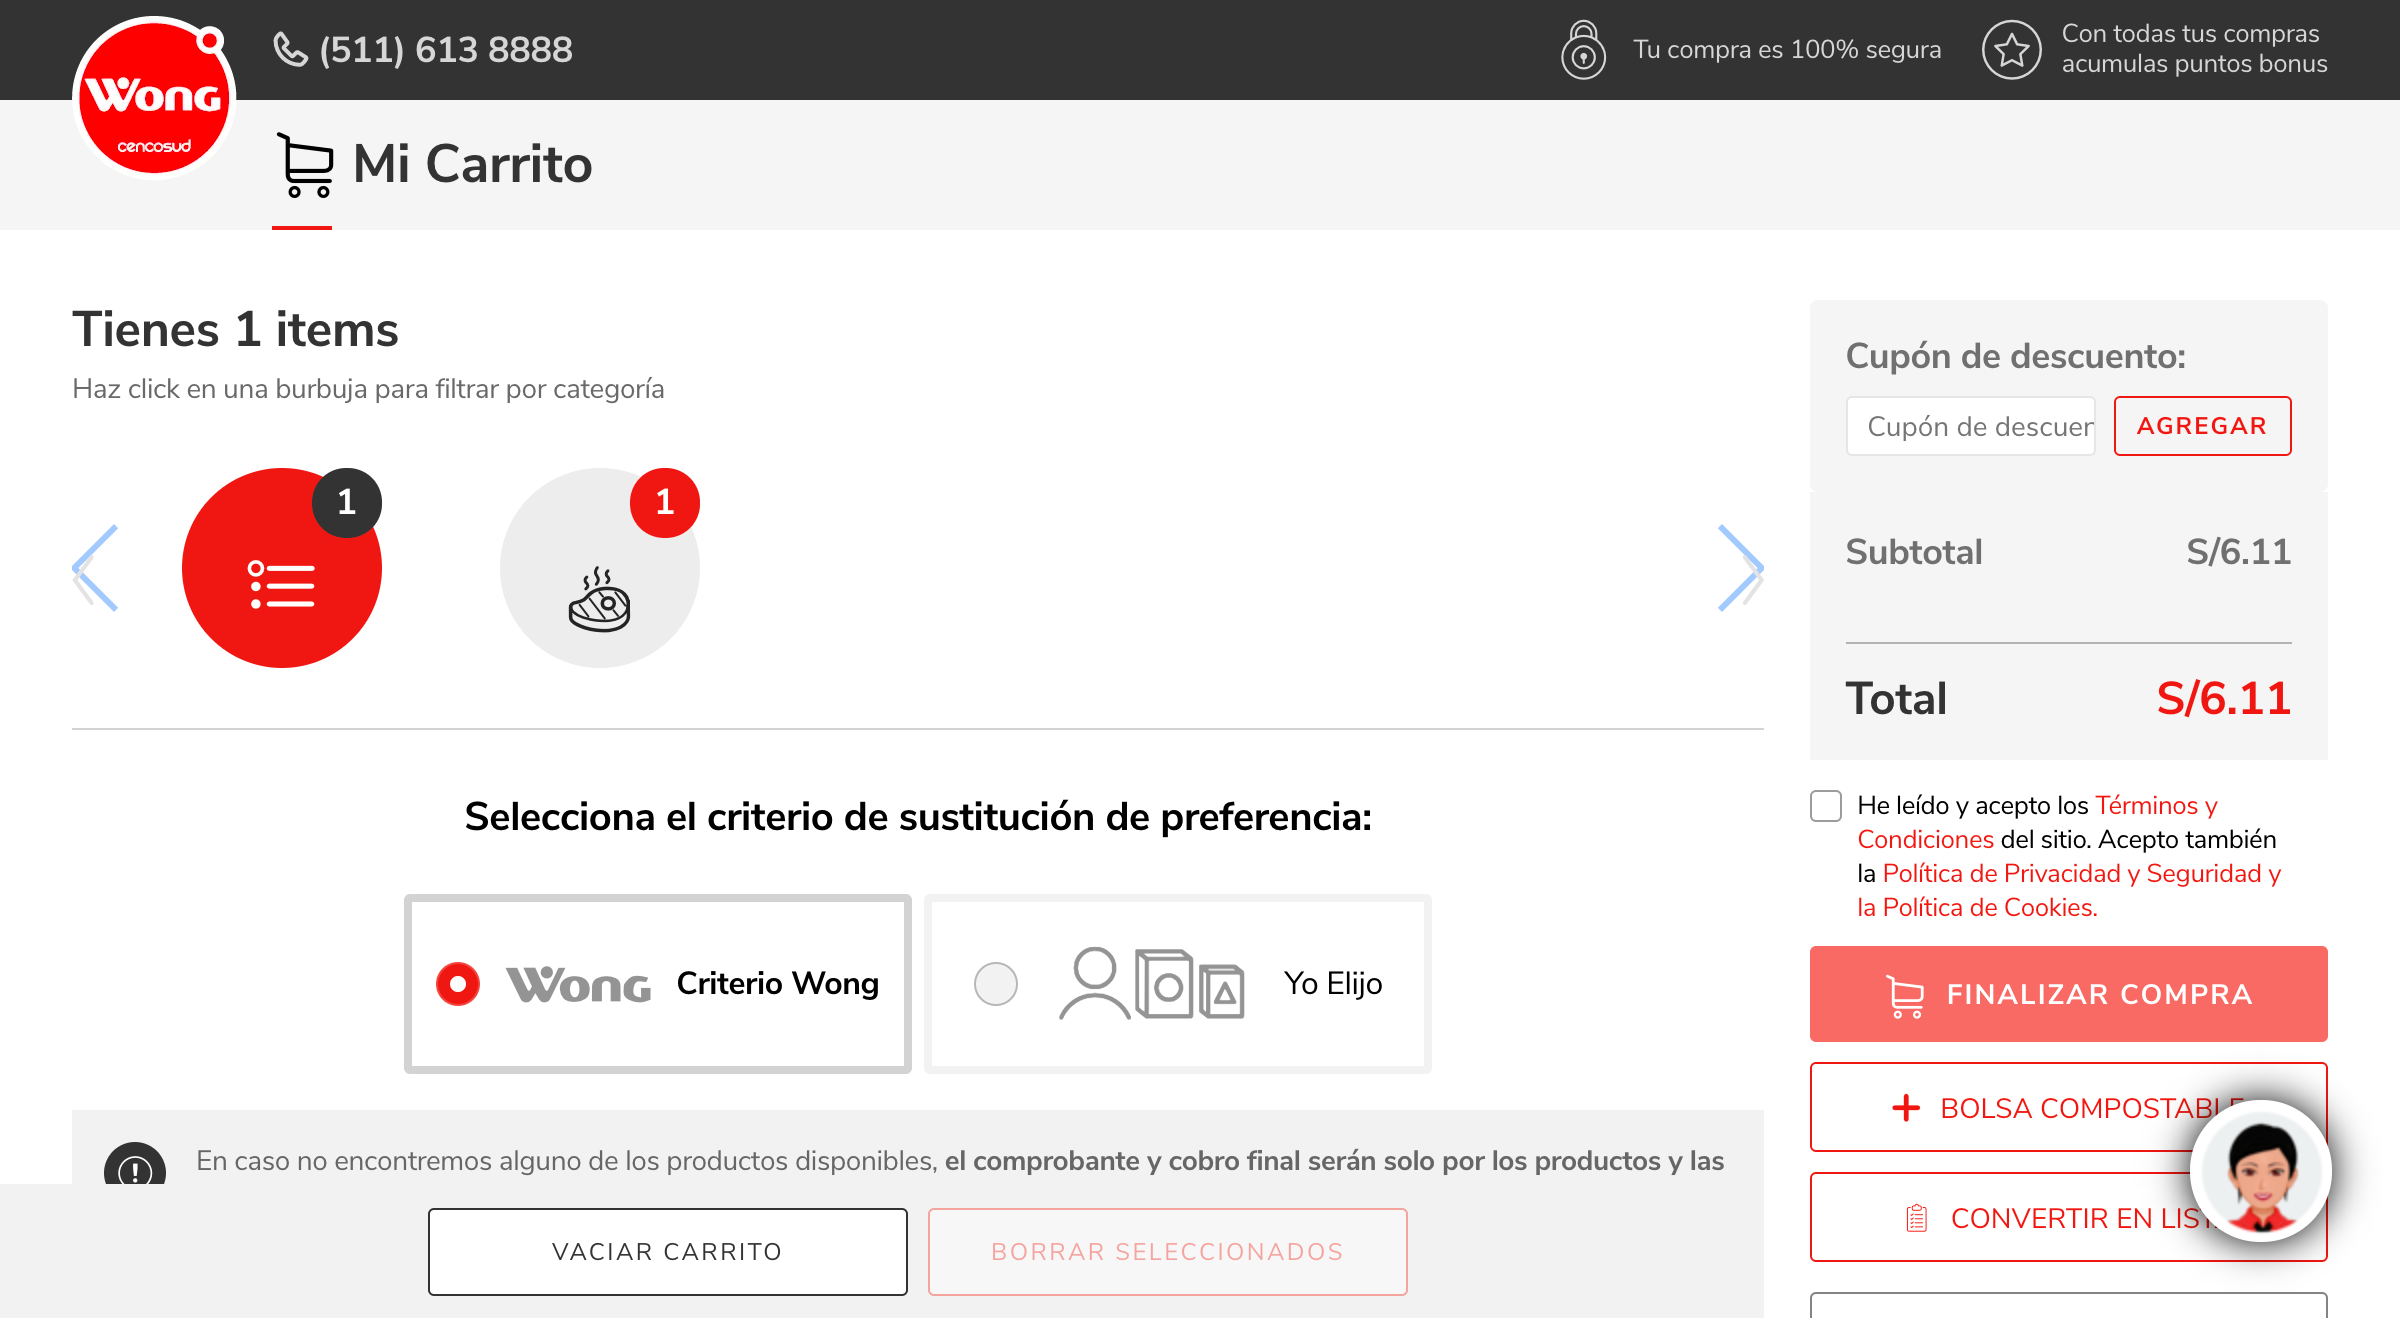 Wong
cencosud
(511) 613 8888
Tu compra es 100% segura
Con todas tus compras
acumulas puntos bonus
Mi Carrito
Tienes 1 items
Haz click en una burbuja para filtrar por categoría
1
1
Selecciona el criterio de sustitución de preferencia:
Wong
Criterio Wong
Yo Elijo
En caso no encontremos alguno de los productos disponibles, el comprobante y cobro final serán solo por los productos y las
VACIAR CARRITO
BORRAR SELECCIONADOS
Cupón de descuento:
Cupón de descuen
AGREGAR
Subtotal
S/6.11
Total
S/6.11
He leído y acepto los Términos y
Condiciones del sitio. Acepto también
la Política de Privacidad y Seguridad y
la Política de Cookies.
FINALIZAR COMPRA
BOLSA COMPOSTABLE
CONVERTIR EN LIST